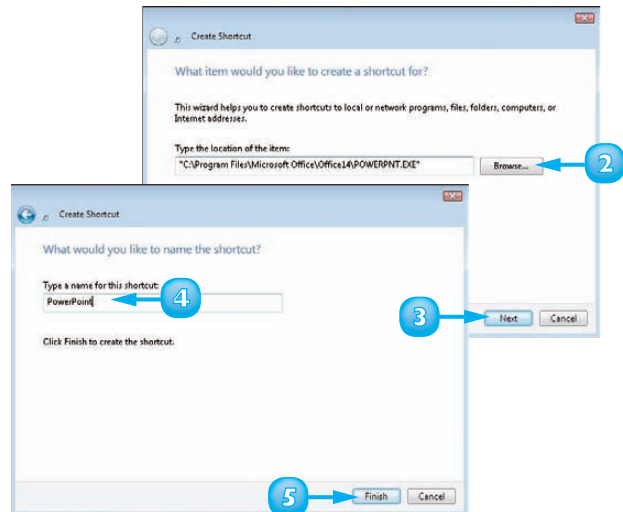 Create Shortcut
What item would you like to create a shortcut for?
This wizard helps you to create shortcuts to local or network programs, files, folders, computers, or
Internet addresses.
Type the location of the item:
"C:\Program Files\Microsoft Office\Office14\POWERPNT.EXE"
Browse...
2
3
Next
Cancel
Create Shortcut
What would you like to name the shortcut?
Type a name for this shortcut:
PowerPoint
4
Click Finish to create the shortcut.
5
Finish
Cancel